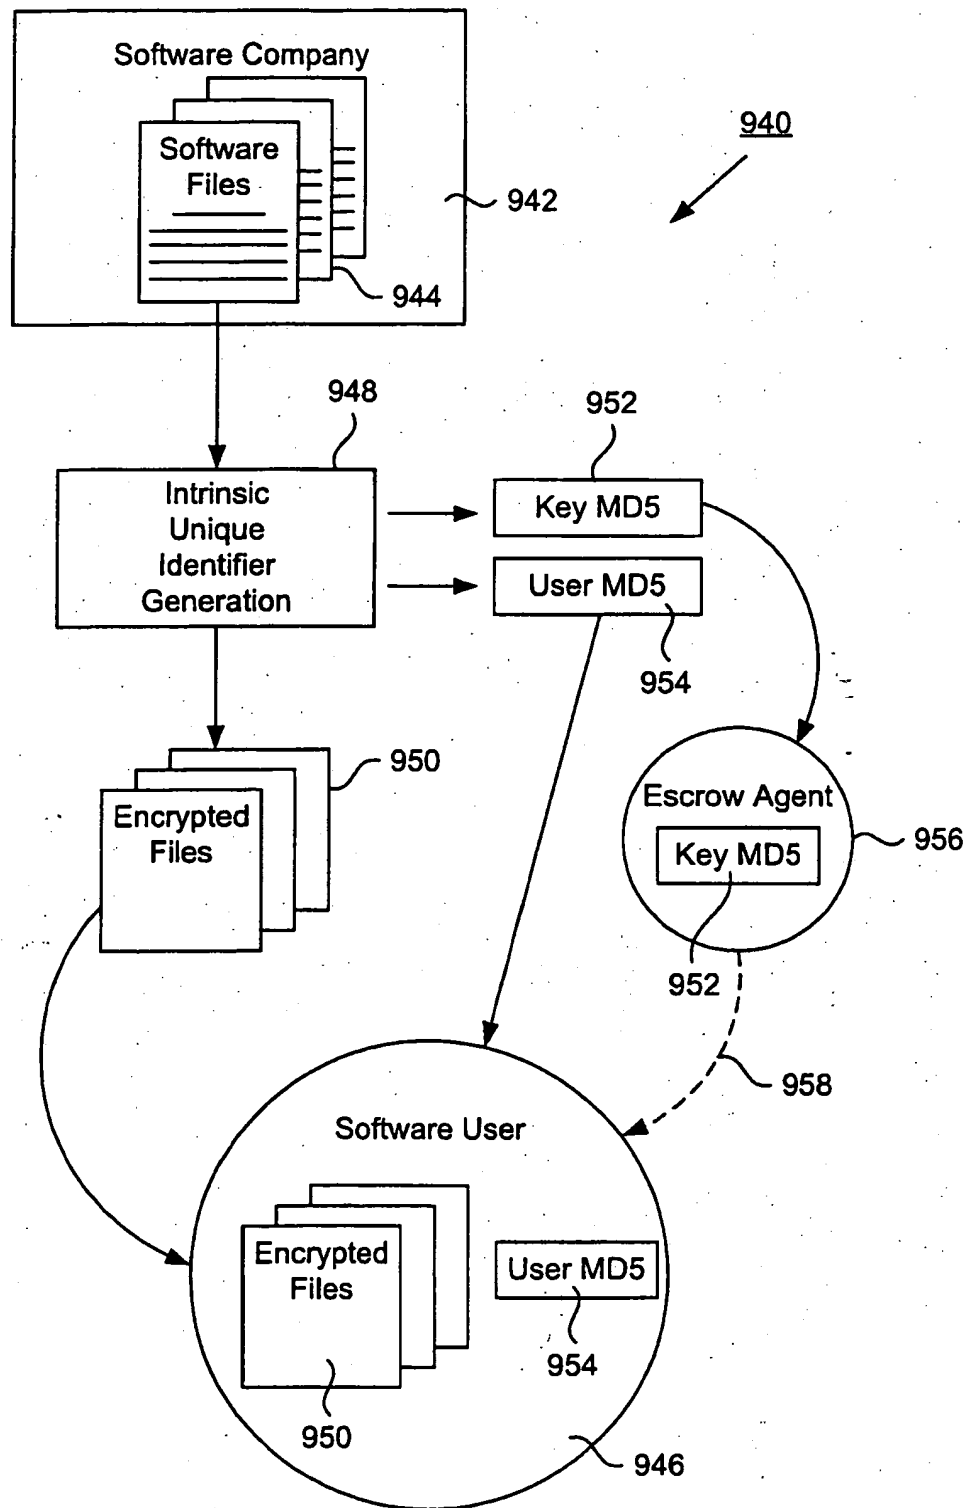 Software Company
940
Software
Files
942
944
948
952
Intrinsic
Unique
Identifier
Generation
Key MD5
User MD5
954
950
Encrypted
Files
Escrow Agent
956
Key MD5
952
958
Software User
Encrypted
Files
User MD5
954
950
946